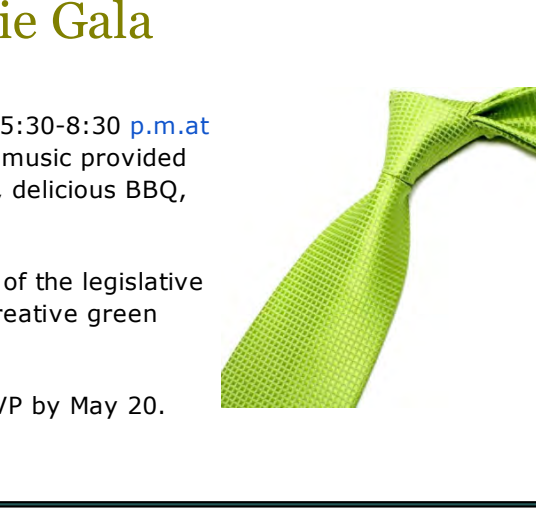 ie Gala
5:30-8:30 p.m.at
music provided
, delicious BBQ,
of the legislative
reative green
VP by May 20.